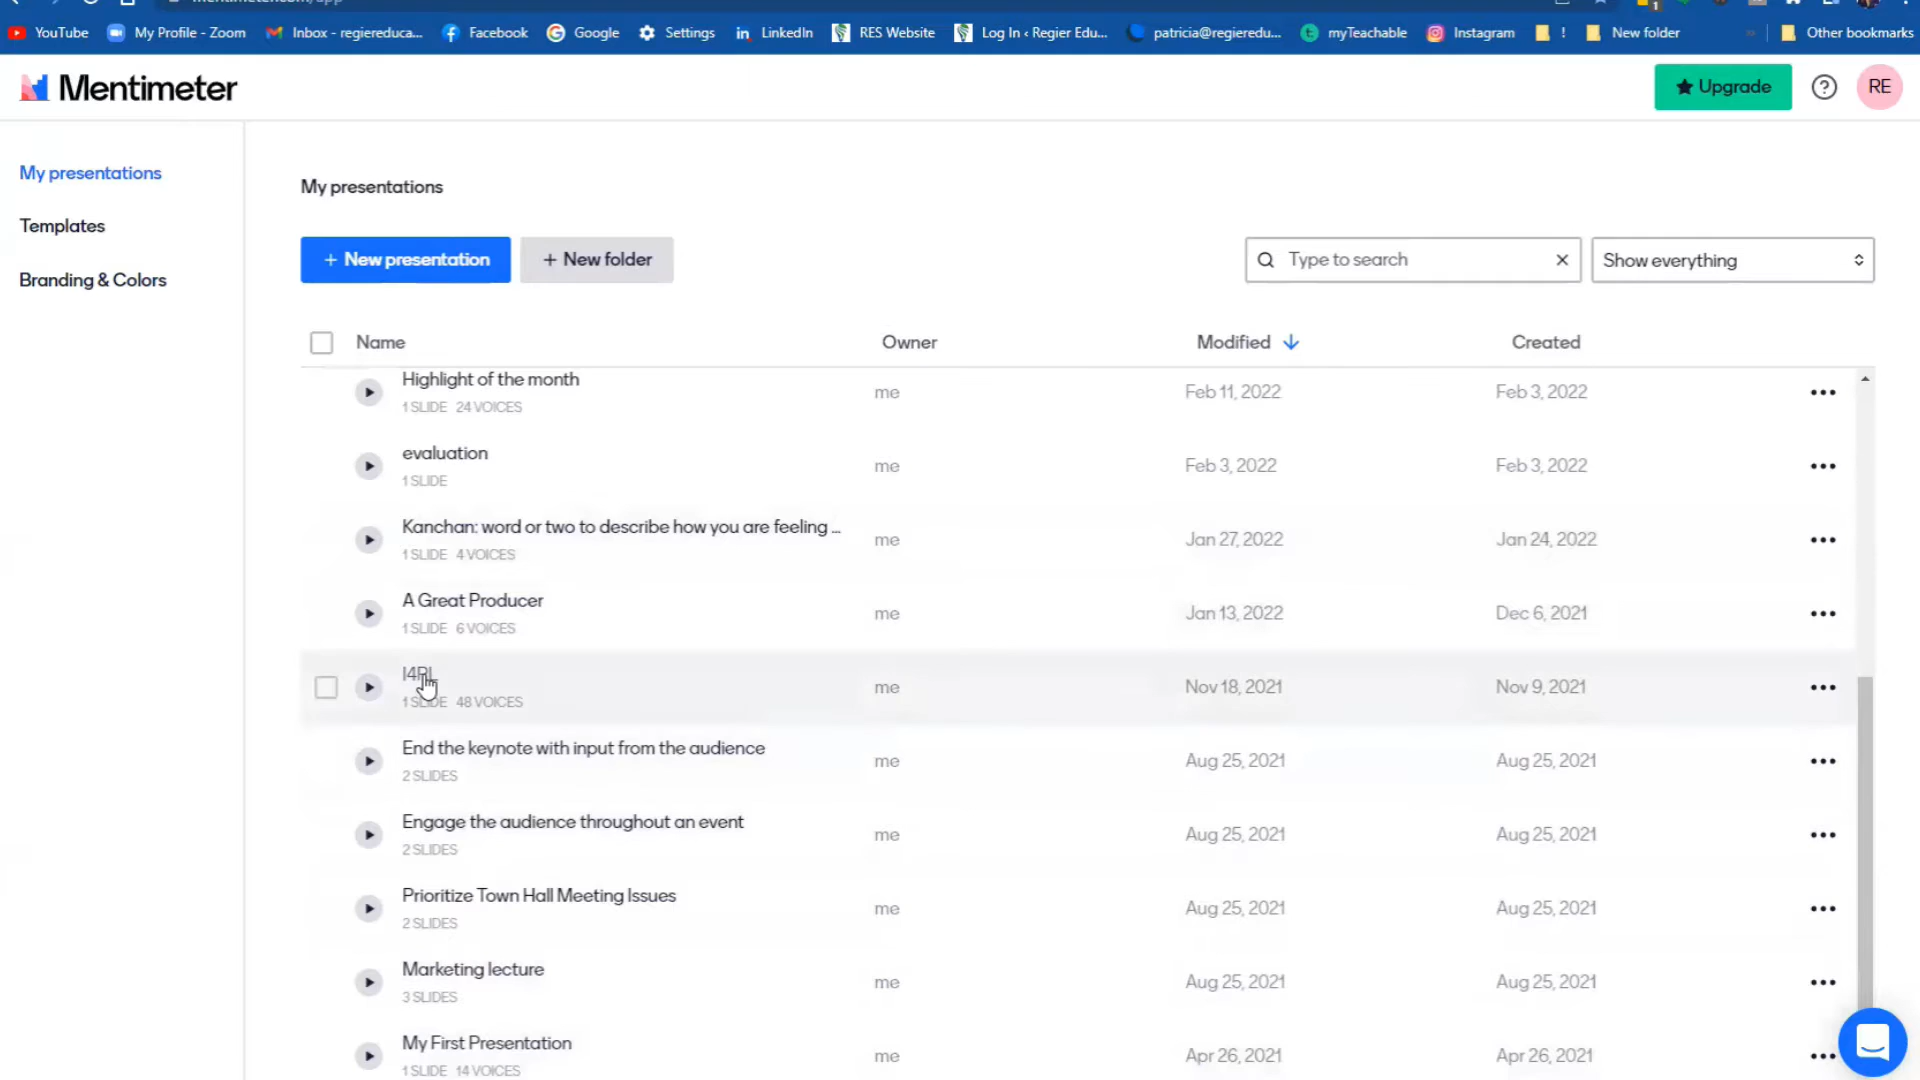 YouTube My Profile - Zoom Inbox - regiereduca... Facebook Google Settings LinkedIn RES Website Log In ‹ Regier Edu... patricia@regieredu... myTeachable Instagram ! New folder » Other bookmarks
Mentimeter
Upgrade ? RE
My presentations
Templates
Branding & Colors
My presentations
+ New presentation + New folder Type to search Show everything
Name Owner Modified Created
Highlight of the month
1 SLIDE 24 VOICES me Feb 11, 2022 Feb 3, 2022
evaluation
1 SLIDE me Feb 3, 2022 Feb 3, 2022
Kanchan: word or two to describe how you are feeling ...
1 SLIDE 4 VOICES me Jan 27, 2022 Jan 24, 2022
A Great Producer
1 SLIDE 6 VOICES me Jan 13, 2022 Dec 6, 2021
1 SLIDE 48 VOICES me Nov 18, 2021 Nov 9, 2021
End the keynote with input from the audience
2 SLIDES me Aug 25, 2021 Aug 25, 2021
Engage the audience throughout an event
2 SLIDES me Aug 25, 2021 Aug 25, 2021
Prioritize Town Hall Meeting Issues
2 SLIDES me Aug 25, 2021 Aug 25, 2021
Marketing lecture
3 SLIDES me Aug 25, 2021 Aug 25, 2021
My First Presentation
1 SLIDE 14 VOICES me Apr 26, 2021 Apr 26, 2021